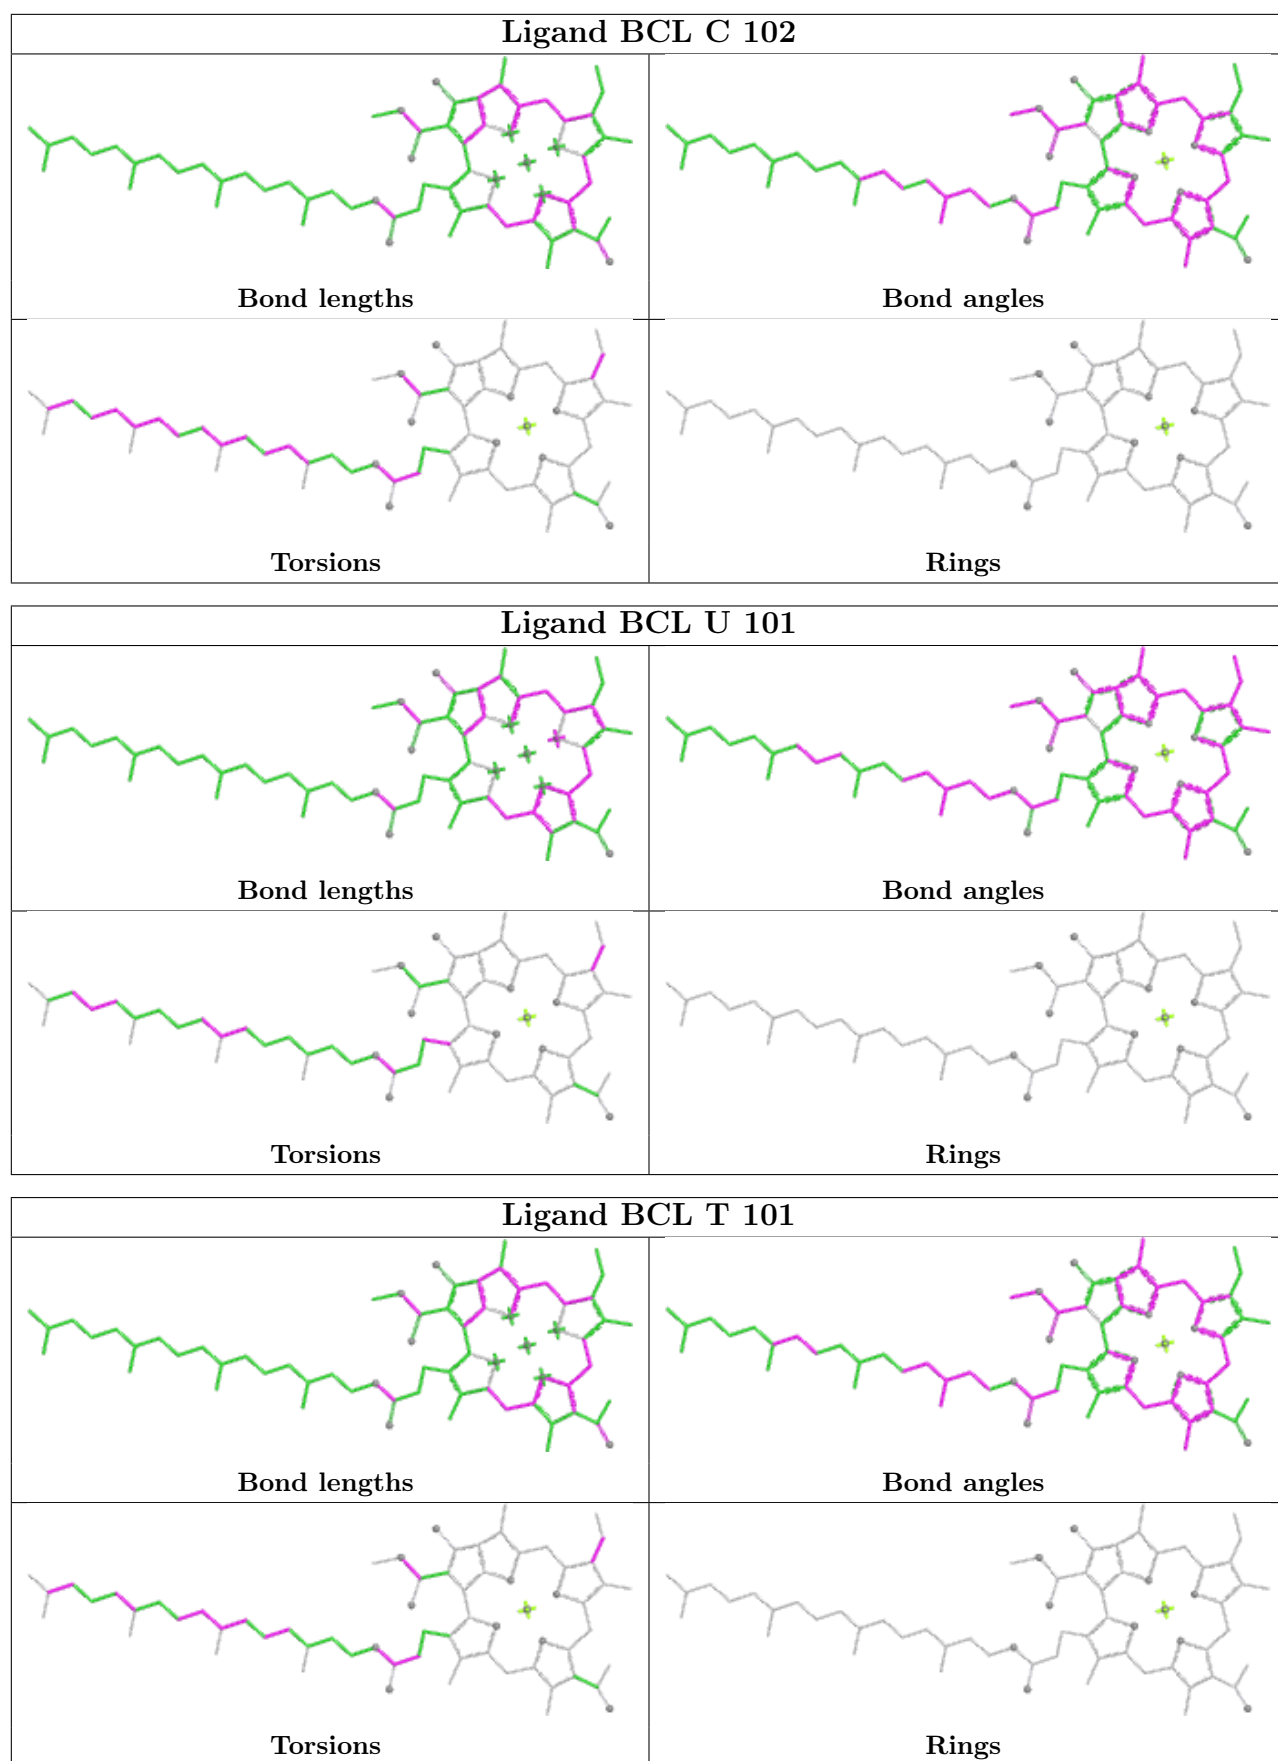 Ligand BCL C 102
Bond lengths
Bond angles
Torsions
Rings
Ligand BCL U 101
Bond lengths
Bond angles
Torsions
Rings
Ligand BCL T 101
Bond lengths
Bond angles
Torsions
Rings